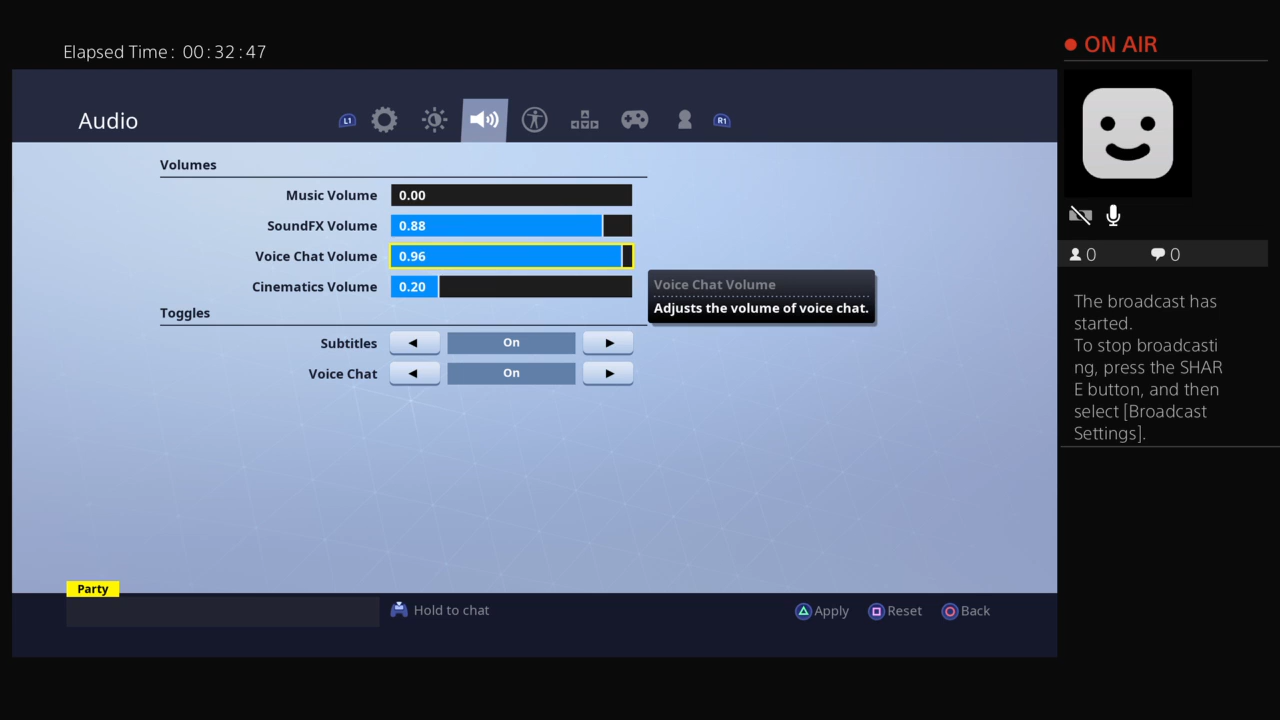 Elapsed Time: 00:32:47
ON AIR
Audio
L1
R1
Volumes
Music Volume 0.00
SoundFX Volume 0.88
Voice Chat Volume 0.96
Cinematics Volume 0.20
Voice Chat Volume
Adjusts the volume of voice chat.
Toggles
Subtitles On
Voice Chat On
0 0
The broadcast has
started.
To stop broadcasti
ng, press the SHAR
E button, and then
select [Broadcast
Settings].
Party
Hold to chat
Apply Reset Back